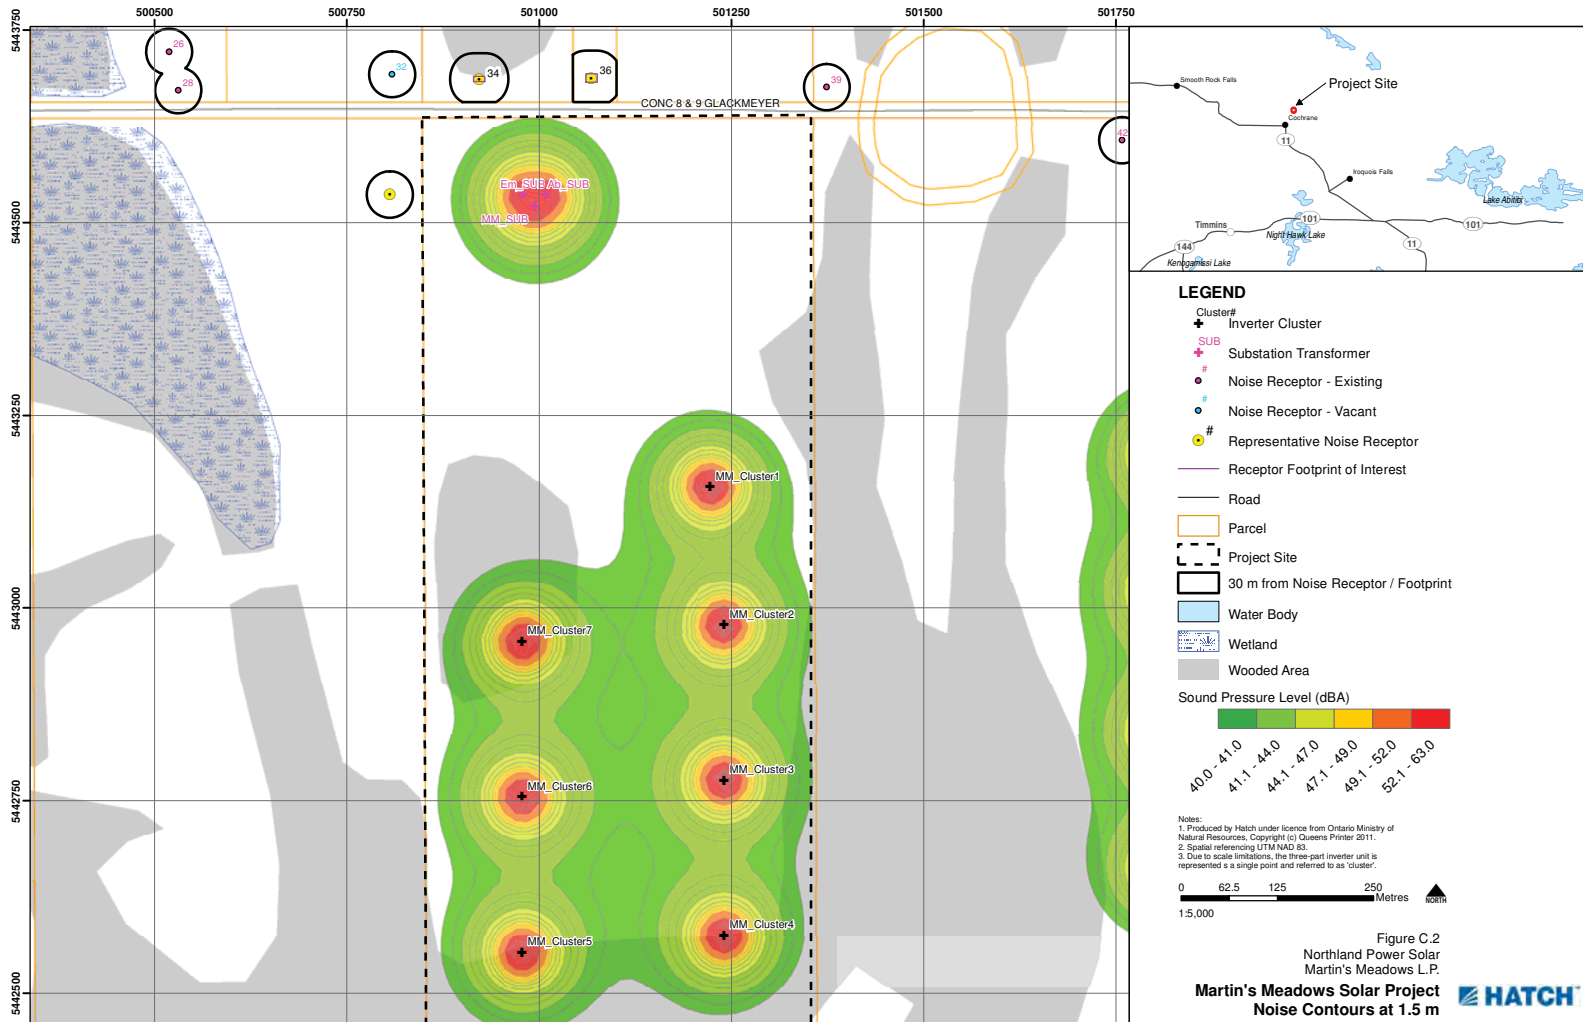 500500 500750 501000 501250 501500 501750
5443750
5443500
5443250
5443000
5442750
5442500
26
28
32
34
36
39
42
CONC 8 & 9 GLACKMEYER
Em_SUB Ab_SUB
MM_SUB
MM_Cluster1
MM_Cluster2
MM_Cluster7
MM_Cluster3
MM_Cluster6
MM_Cluster4
MM_Cluster5
Smooth Rock Falls
Project Site
Cochrane
11
Iroquois Falls
Lake Abitibi
Timmins
101
101
Night Hawk Lake
11
144
Kenogamissi Lake
LEGEND
Cluster#
Inverter Cluster
SUB
Substation Transformer
#
Noise Receptor - Existing
#
Noise Receptor - Vacant
#
Representative Noise Receptor
Receptor Footprint of Interest
Road
Parcel
Project Site
30 m from Noise Receptor / Footprint
Water Body
Wetland
Wooded Area
Sound Pressure Level (dBA)
40.0 - 41.0
41.1 - 44.0
44.1 - 47.0
47.1 - 49.0
49.1 - 52.0
52.1 - 63.0
Notes:
1. Produced by Hatch under licence from Ontario Ministry of
Natural Resources, Copyright (c) Queens Printer 2011.
2. Spatial referencing UTM NAD 83.
3. Due to scale limitations, the three-part inverter unit is
represented s a single point and referred to as 'cluster'.
0 62.5 125 250
Metres
NORTH
1:5,000
Figure C.2
Northland Power Solar
Martin's Meadows L.P.
Martin's Meadows Solar Project
Noise Contours at 1.5 m
HATCH